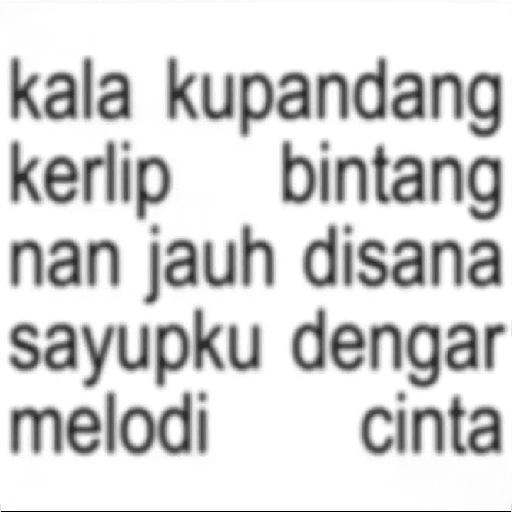 kala kupandang
kerlip bintang
nan jauh disana
sayupku dengar
melodi cinta